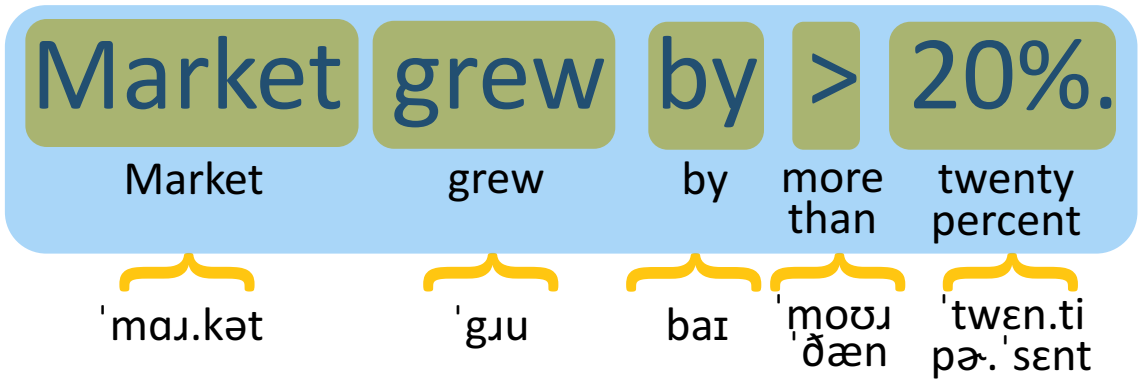 Market grew by > 20%.
Market grew by more than twenty percent
ˈmɑɹ.kət ˈgɹu baɪ ˈmoʊɹ ˈðæn ˈtwɛn.ti pɚ.ˈsɛnt